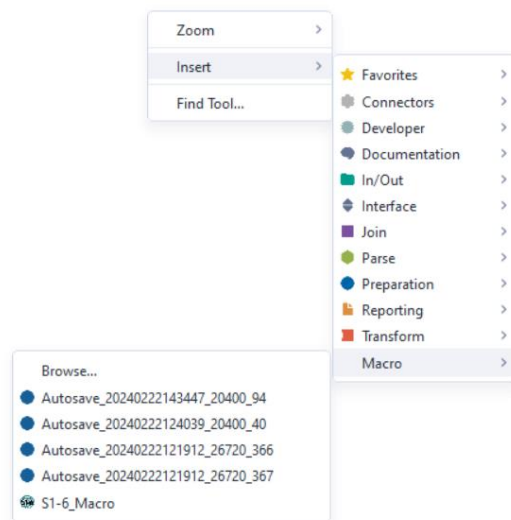 Zoom
Insert
Find Tool...
Favorites
Connectors
Developer
Documentation
In/Out
Interface
Join
Parse
Preparation
Reporting
Transform
Macro
Browse...
Autosave_20240222143447_20400_94
Autosave_20240222124039_20400_40
Autosave_20240222121912_26720_366
Autosave_20240222121912_26720_367
S1-6_Macro